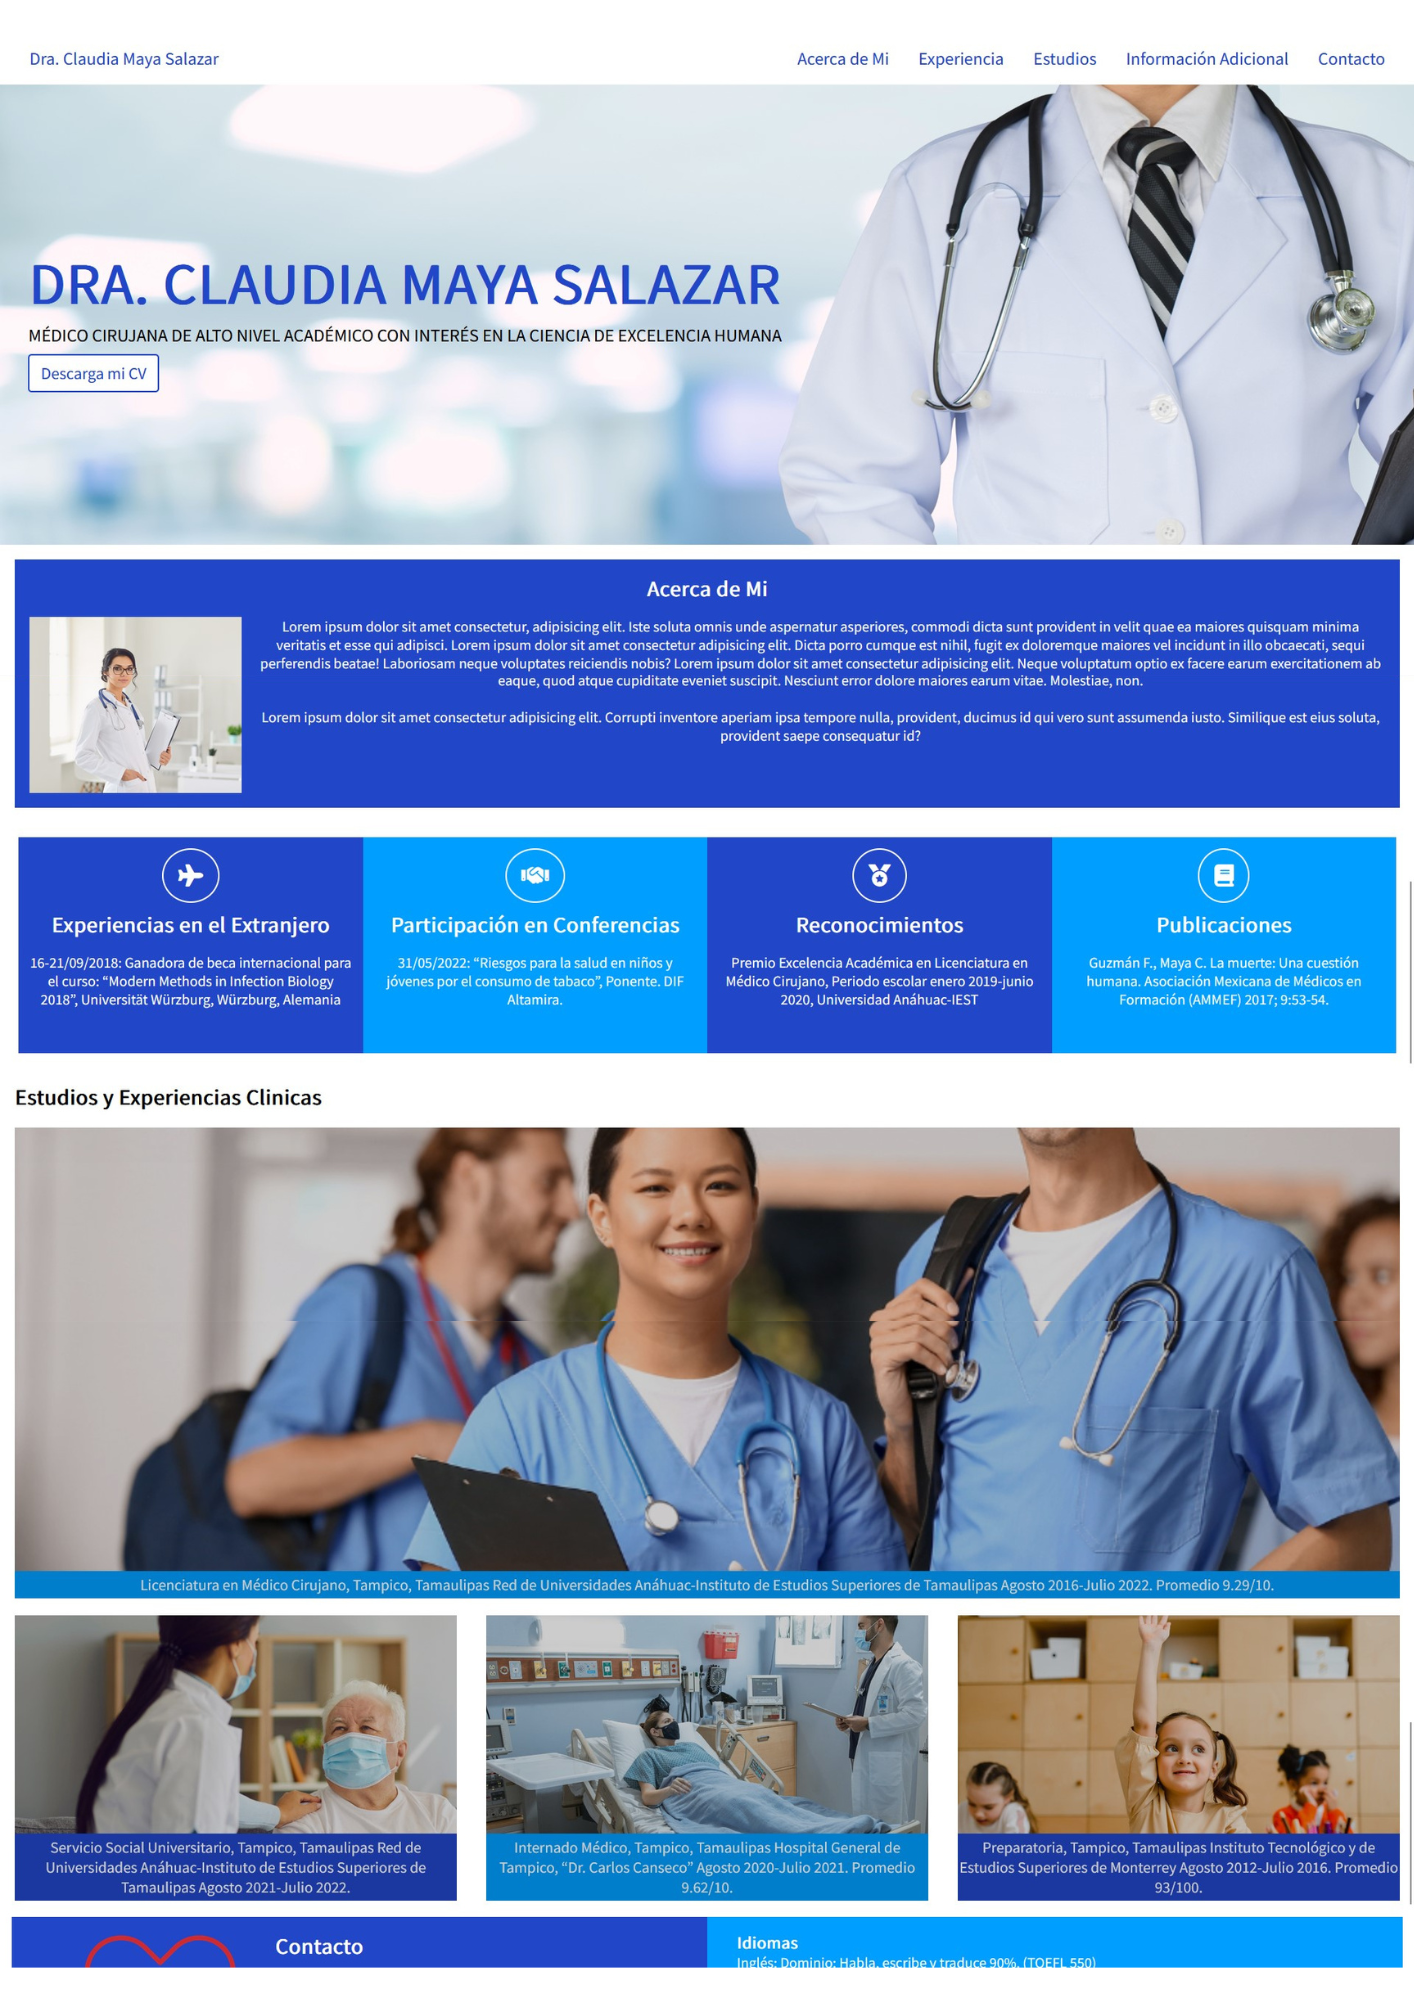 Dra. Claudia Maya Salazar
Acerca de Mi Experiencia Estudios Información Adicional Contacto
DRA. CLAUDIA MAYA SALAZAR
MÉDICO CIRUJANA DE ALTO NIVEL ACADÉMICO CON INTERÉS EN LA CIENCIA DE EXCELENCIA HUMANA
Descarga mi CV
Acerca de Mi
Lorem ipsum dolor sit amet consectetur, adipisicing elit. Iste soluta omnis unde aspernatur asperiores, commodi dicta sunt provident in velit quae ea maiores quisquam minima
veritatis et esse qui adipisci. Lorem ipsum dolor sit amet consectetur adipisicing elit. Dicta porro cumque est nihil, fugit ex doloremque maiores vel incidunt in illo obcaecati, sequi
perferendis beatae! Laboriosam neque voluptates reiciendis nobis? Lorem ipsum dolor sit amet consectetur adipisicing elit. Neque voluptatum optio ex facere earum exercitationem ab
eaque, quod atque cupiditate eveniet suscipit. Nesciunt error dolore maiores earum vitae. Molestiae, non.
Lorem ipsum dolor sit amet consectetur adipisicing elit. Corrupti inventore aperiam ipsa tempore nulla, provident, ducimus id qui vero sunt assumenda iusto. Similique est eius soluta,
provident saepe consequatur id?
Experiencias en el Extranjero
16-21/09/2018: Ganadora de beca internacional para
el curso: “Modern Methods in Infection Biology
2018”, Universität Würzburg, Würzburg, Alemania
Participación en Conferencias
31/05/2022: “Riesgos para la salud en niños y
jóvenes por el consumo de tabaco”, Ponente. DIF
Altamira.
Reconocimientos
Premio Excelencia Académica en Licenciatura en
Médico Cirujano, Periodo escolar enero 2019-junio
2020, Universidad Anáhuac-IEST
Publicaciones
Guzmán F., Maya C. La muerte: Una cuestión
humana. Asociación Mexicana de Médicos en
Formación (AMMEF) 2017; 9:53-54.
Estudios y Experiencias Clinicas
Licenciatura en Médico Cirujano, Tampico, Tamaulipas Red de Universidades Anáhuac-Instituto de Estudios Superiores de Tamaulipas Agosto 2016-Julio 2022. Promedio 9.29/10.
Servicio Social Universitario, Tampico, Tamaulipas Red de
Universidades Anáhuac-Instituto de Estudios Superiores de
Tamaulipas Agosto 2021-Julio 2022.
Internado Médico, Tampico, Tamaulipas Hospital General de
Tampico, “Dr. Carlos Canseco” Agosto 2020-Julio 2021. Promedio
9.62/10.
Preparatoria, Tampico, Tamaulipas Instituto Tecnológico y de
Estudios Superiores de Monterrey Agosto 2012-Julio 2016. Promedio
93/100.
Contacto
Idiomas
Inglés: Dominio: Habla, escribe y traduce 90%. (TOEFL 550)